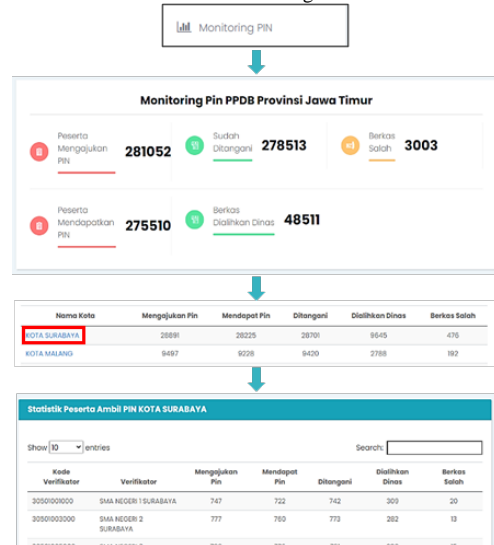 Monitoring PIN
Monitoring Pin PPDB Provinsi Jawa Timur
Peserta Mengajukan PIN 281052
Sudah Ditangani 278513
Berkas Salah 3003
Peserta Mendapatkan PIN 275510
Berkas Dialihkan Dinas 48511
Nama Kota Mengajukan Pin Mendapat Pin Ditangani Dialihkan Dinas Berkas Salah
KOTA SURABAYA 28225 28701 9645 476
KOTA MALANG 9497 9228 9420 2788 192
Statistik Peserta Ambil PIN KOTA SURABAYA
Show 10 entries Search:
Kode Verifikator Verifikator Mengajukan Pin Mendapat Pin Ditangani Dialihkan Dinas Berkas Salah
30501001000 SMA NEGERI 1 SURABAYA 747 722 742 309 20
30501002000 SMA NEGERI 2 SURABAYA 777 760 773 282 13